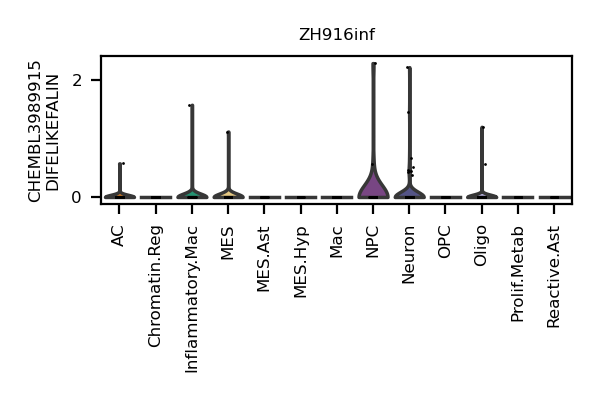 ZH916inf
CHEMBL3989915
DIFELIKEFALIN
2
0
AC
Chromatin.Reg
Inflammatory.Mac
MES
MES.Ast
MES.Hyp
Mac
NPC
Neuron
OPC
Oligo
Prolif.Metab
Reactive.Ast